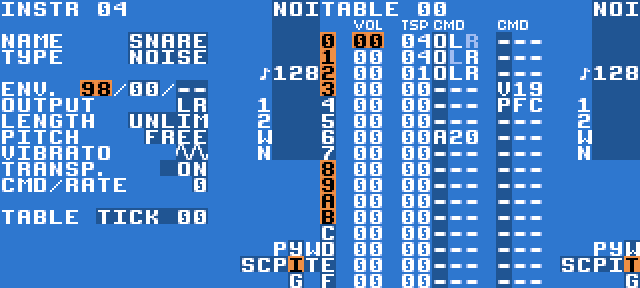 INSTR 04 NOI
NAME SNARE
TYPE NOISE
♪128
ENV. 98/00/--
OUTPUT LR 1
LENGTH UNLIM 2
PITCH FREE W
VIBRATO N
TRANSP. ON
CMD/RATE 0
TABLE TICK 00
PYW
SCPIT
G
TABLE 00 NOI
VOL TSP CMD CMD
0 00 04 OLR ---
1 00 04 OLR ---
2 00 01 OLR --- ♪128
3 00 00 --- V19
4 00 00 --- PFC 1
5 00 00 --- --- 2
6 00 00 A20 --- W
7 00 00 --- --- N
8 00 00 --- ---
9 00 00 --- ---
A 00 00 --- ---
B 00 00 --- ---
C 00 00 --- ---
D 00 00 --- --- PYW
E 00 00 --- --- SCPIT
F 00 00 --- --- G